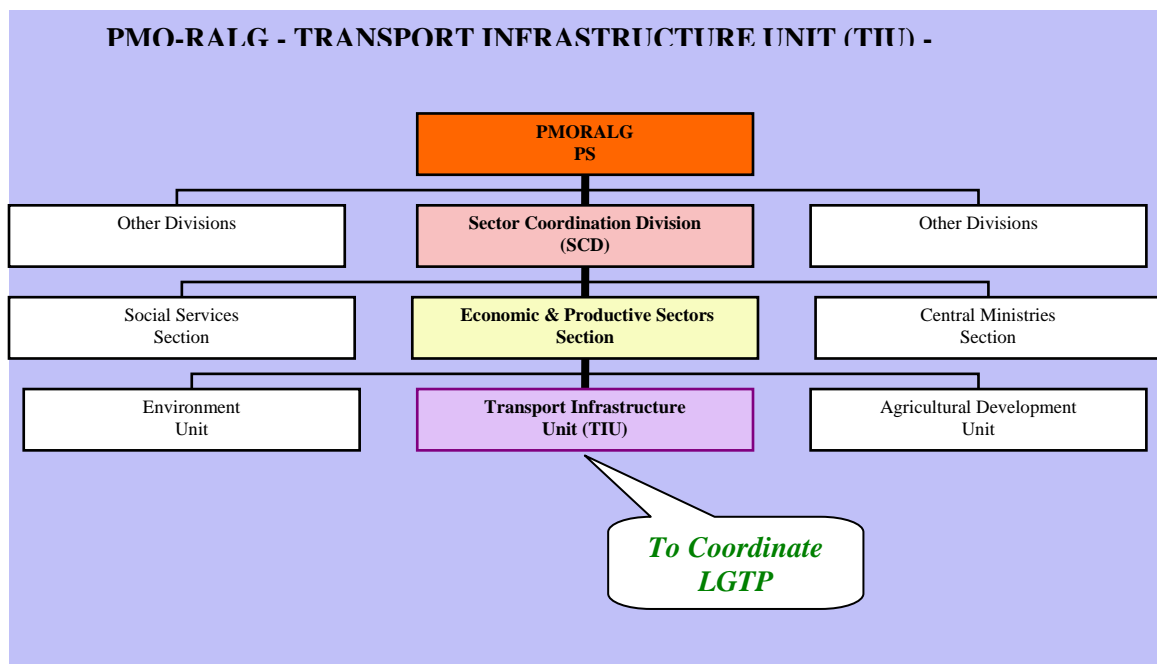 PMO-RALG - TRANSPORT INFRASTRUCTURE UNIT (TIU) -
PMORALG
PS
Other Divisions
Sector Coordination Division
(SCD)
Other Divisions
Social Services
Section
Economic & Productive Sectors
Section
Central Ministries
Section
Environment
Unit
Transport Infrastructure
Unit (TIU)
Agricultural Development
Unit
To Coordinate
LGTP